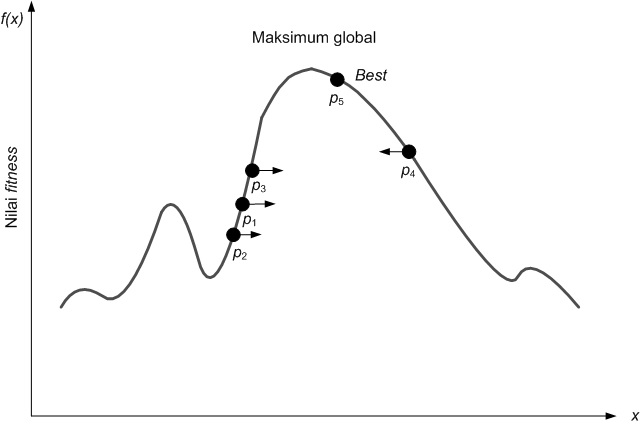 f(x)
Maksimum global
Best
p5
p4
p3
p1
p2
Nilai fitness
x